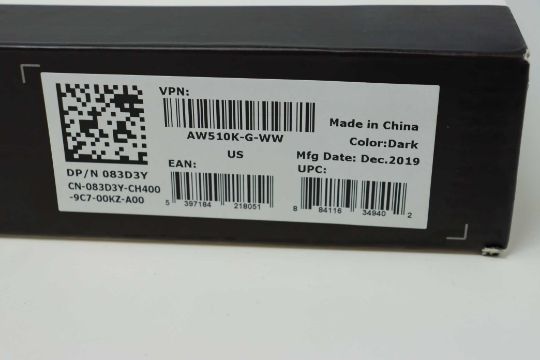 VPN:
AW510K-G-WW
US
Made in China
Color:Dark
Mfg Date: Dec.2019
DP/N 083D3Y
CN-083D3Y-CH400
-9C7-00KZ-A00
EAN:
5 397184 218051
UPC:
8 84116 34940 2